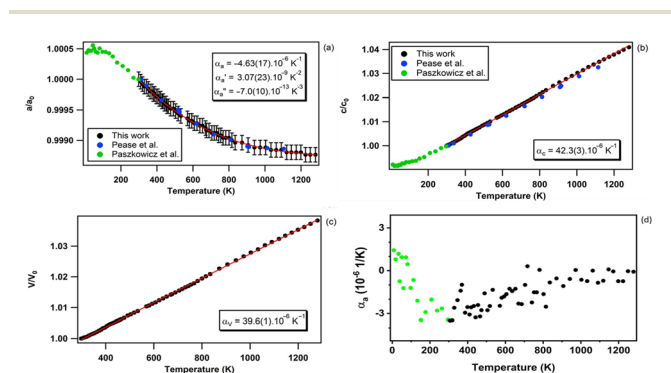 (a)
1.0005
1.0000
0.9995
0.9990
a/a₀
αₐ = -4.63(17).10⁻⁶ K⁻¹
αₐ' = 3.07(23).10⁻⁹ K⁻²
αₐ" = -7.0(10).10⁻¹³ K⁻³
This work
Pease et al.
Paszkowicz et al.
200 400 600 800 1000 1200
Temperature (K)
(b)
1.04
1.03
1.02
1.01
1.00
c/c₀
This work
Pease et al.
Paszkowicz et al.
α꜀ = 42.3(3).10⁻⁶ K⁻¹
200 400 600 800 1000 1200
Temperature (K)
(c)
1.03
1.02
1.01
1.00
V/V₀
αᵥ = 39.6(1).10⁻⁶ K⁻¹
400 600 800 1000 1200
Temperature (K)
(d)
3
0
-3
αₐ (10⁻⁶ 1/K)
0 200 400 600 800 1000 1200
Temperature (K)